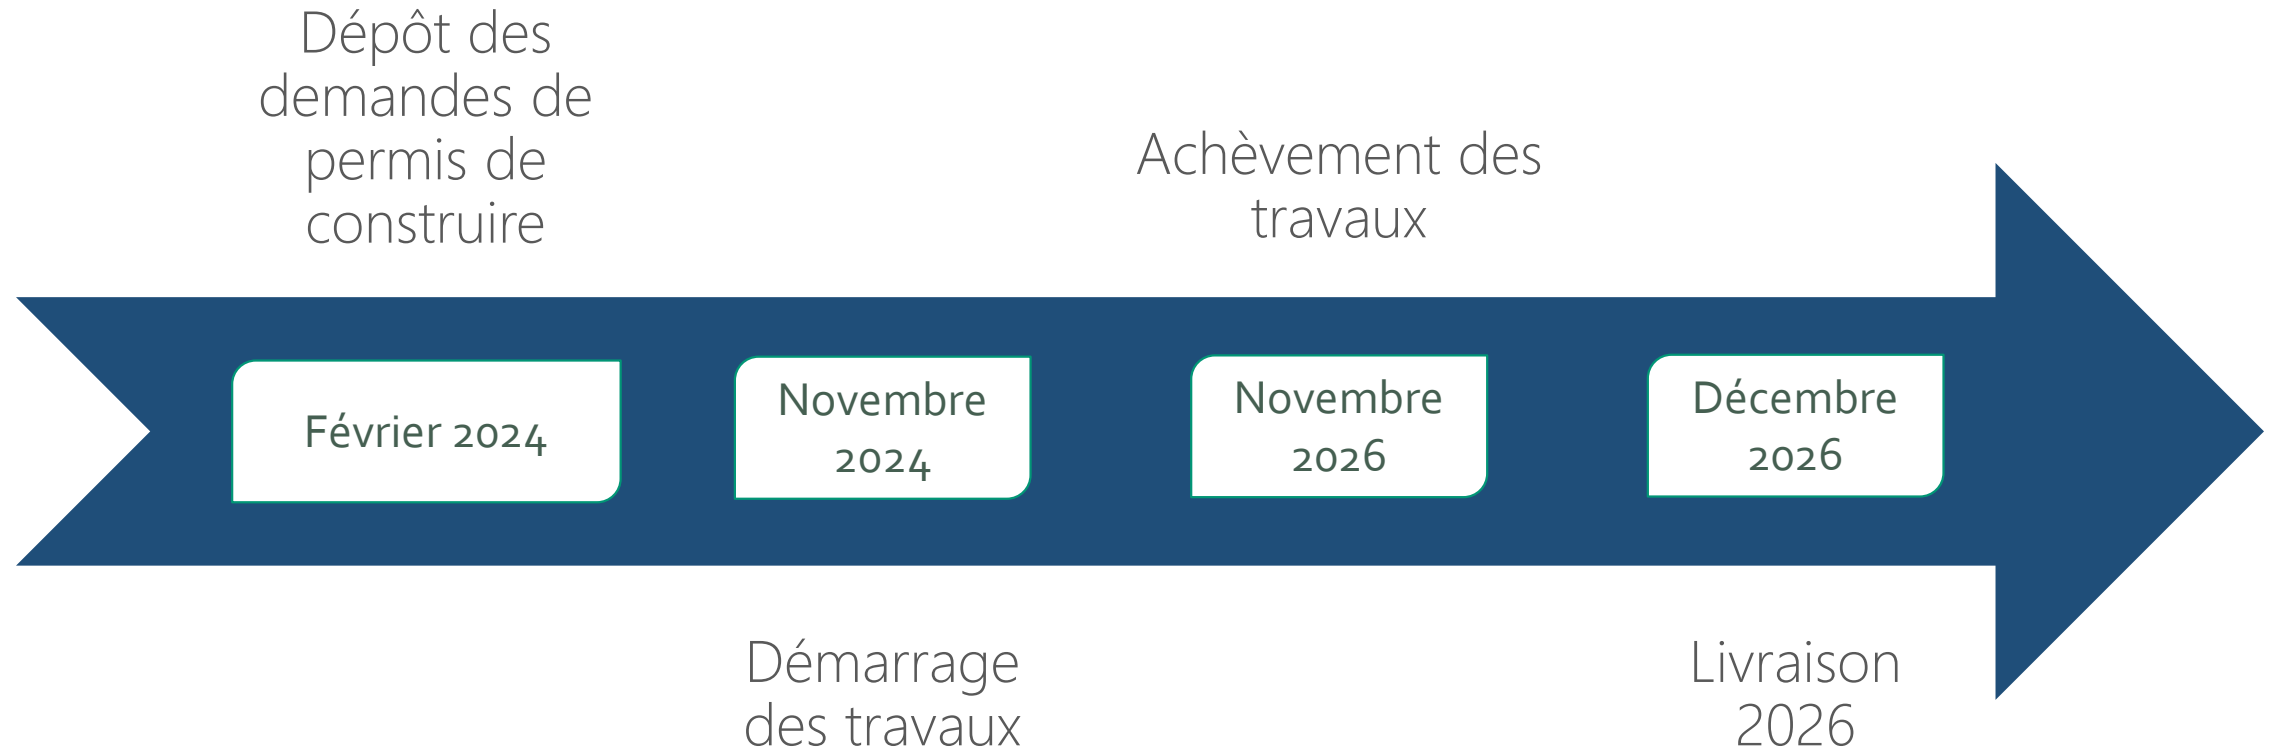 Dépôt des
demandes de
permis de
construire
Achèvement des
travaux
Février 2024
Novembre
2024
Novembre
2026
Décembre
2026
Démarrage
des travaux
Livraison
2026